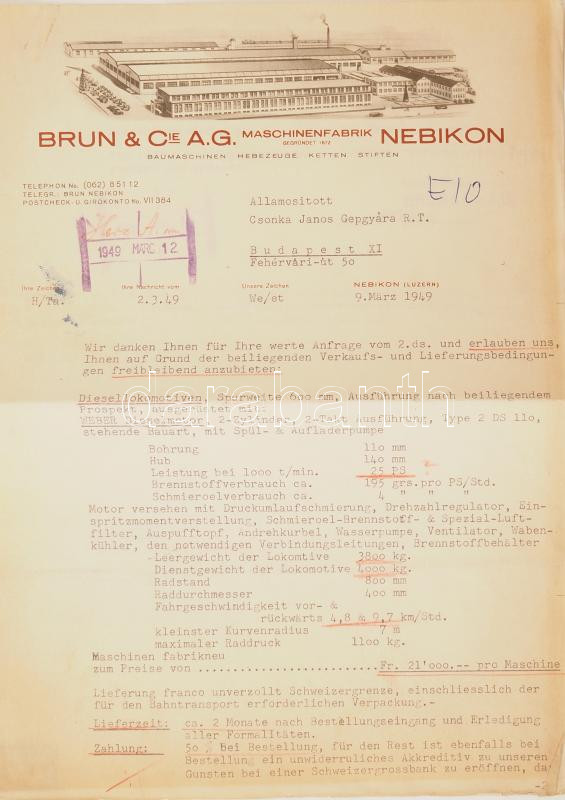 BRUN & CIE A.G. MASCHINENFABRIK NEBIKON
GEGRÜNDET 1872
BAUMASCHINEN HEBEZEUGE KETTEN STIFTEN
TELEPHON No. (062) 8 51 12
TELEGR.: BRUN NEBIKON
POSTCHECK- U. GIROKONTO No. VII 384
Allamositott
Csonka Janos Gepgyára R.T.
E10
1949 MARC 12
Budapest XI
Fehérvári-út 50
Ihre Zeichen
Ihre Nachricht vom
Unsere Zeichen
NEBIKON (LUZERN)
H/Ta.
2.3.49
We/et
9.März 1949
Wir danken Ihnen für Ihre werte Anfrage vom 2.ds. und erlauben uns,
Ihnen auf Grund der beiliegenden Verkaufs- und Lieferungsbedingun-
gen freibleibend anzubieten:
darabanth
Diesellokomotiven, Spurweite 600 mm, Ausführung nach beiliegendem
Prospekt, ausgerüstet mit:
WEBER Dieselmotor, 2-Zylinder, 2-Takt Ausführung, Type 2 DS 110,
stehende Bauart, mit Spül- & Aufladerpumpe
Bohrung 110 mm
Hub 140 mm
Leistung bei 1000 t/min. 25 PS
Brennstoffverbrauch ca. 195 grs.pro PS/Std.
Schmieroelverbrauch ca. 4 " " "
Motor versehen mit Druckumlaufschmierung, Drehzahlregulator, Ein-
spritzmomentverstellung, Schmieroel-Brennstoff- & Spezial-Luft-
filter, Auspufftopf, Andrehkurbel, Wasserpumpe, Ventilator, Waben-
kühler, den notwendigen Verbindungsleitungen, Brennstoffbehälter
Leergewicht der Lokomtive 3800 kg.
Dienstgewicht der Lokomotive 4000 kg.
Radstand 800 mm
Raddurchmesser 400 mm
Fahrgeschwindigkeit vor- &
rückwärts 4,8 & 9,7 km/Std.
kleinster Kurvenradius 7 m
maximaler Raddruck 1100 kg.
Maschinen fabrikneu
zum Preise von ........................Fr. 21'000.-- pro Maschine
Lieferung franco unverzollt Schweizergrenze, einschliesslich der
für den Bahntransport erforderlichen Verpackung.-
Lieferzeit: ca. 2 Monate nach Bestellungseingang und Erledigung
aller Formalitäten.
Zahlung: 50 % bei Bestellung, für den Rest ist ebenfalls bei
Bestellung ein unwiderruliches Akkreditiv zu unseren
Gunsten bei einer Schweizergrossbank zu eröffnen, da